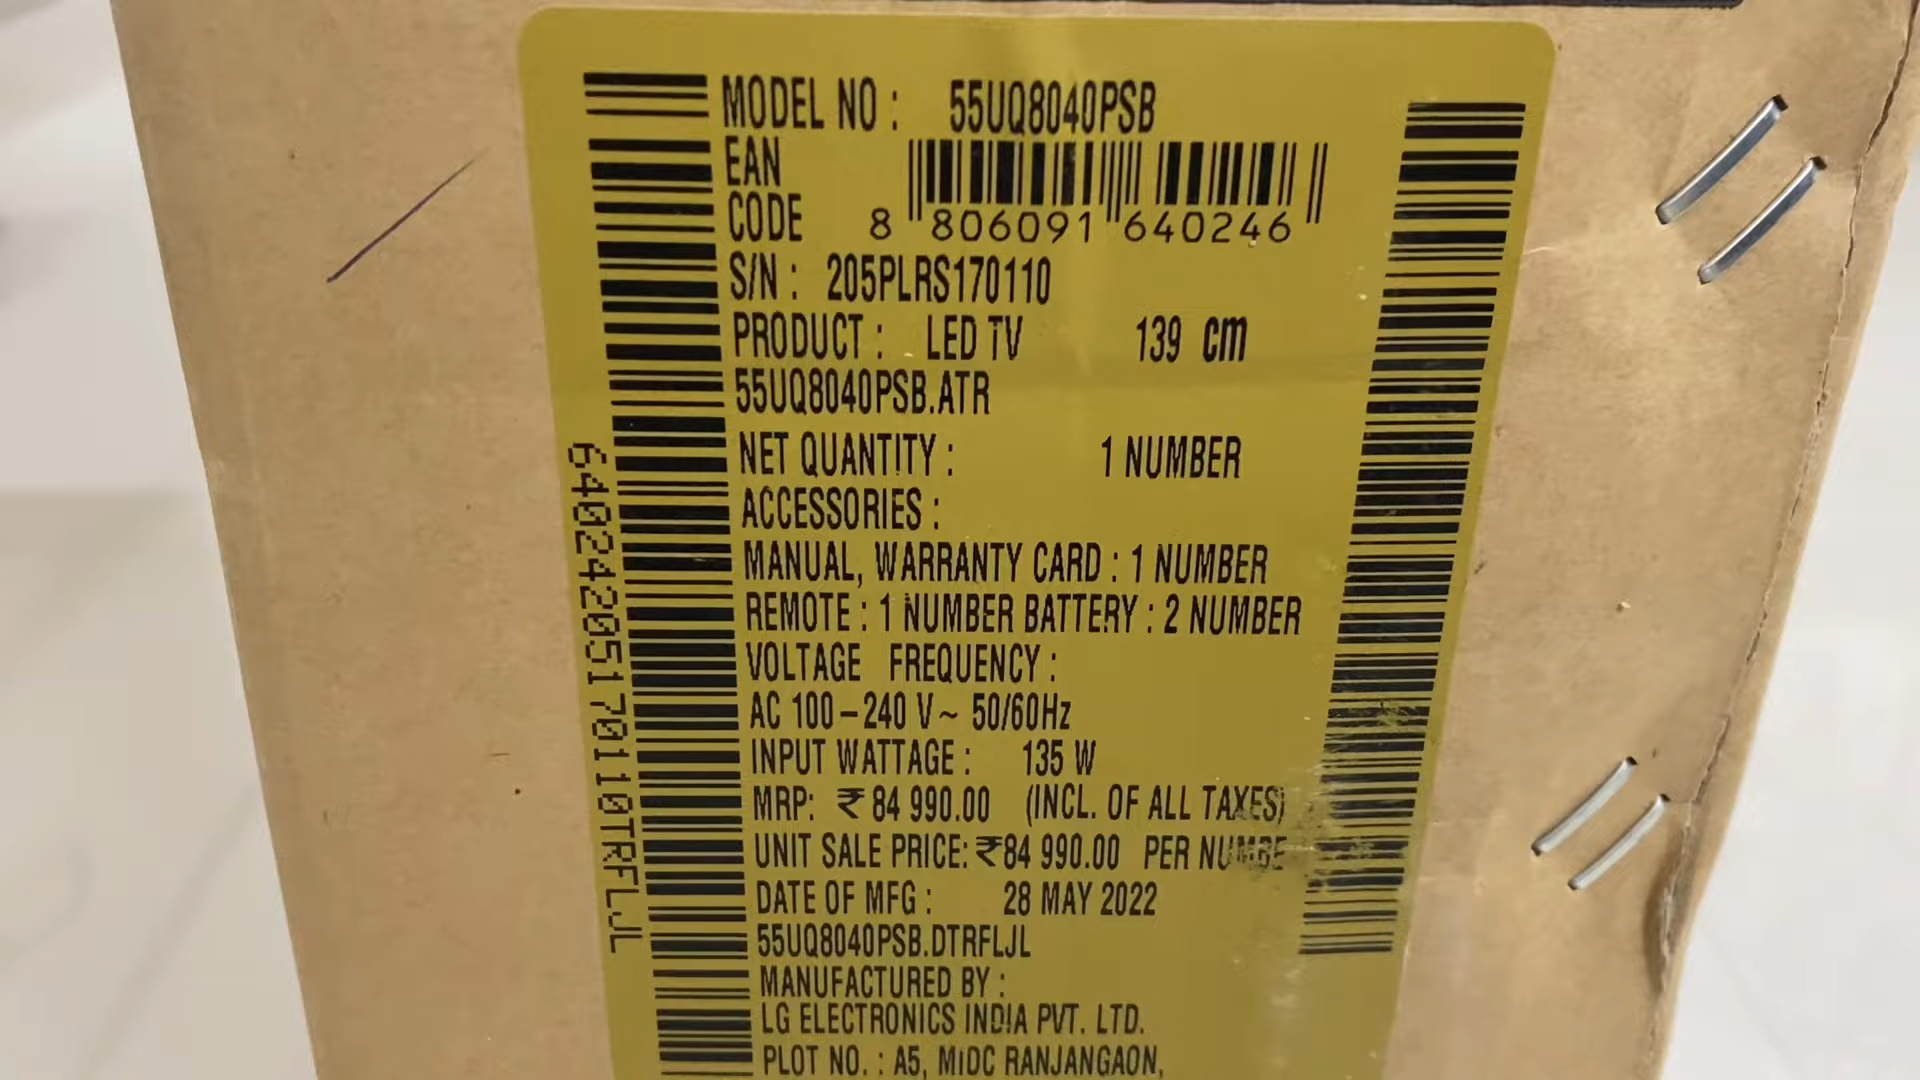 MODEL NO : 55UQ8040PSB
EAN
CODE
8 806091 640246
S/N : 205PLRS170110
PRODUCT : LED TV 139 cm
55UQ8040PSB.ATR
NET QUANTITY : 1 NUMBER
ACCESSORIES :
MANUAL, WARRANTY CARD : 1 NUMBER
REMOTE : 1 NUMBER BATTERY : 2 NUMBER
VOLTAGE FREQUENCY :
AC 100-240 V~ 50/60Hz
INPUT WATTAGE : 135 W
MRP: ₹ 84 990.00 (INCL. OF ALL TAXES)
UNIT SALE PRICE: ₹84 990.00 PER
DATE OF MFG : 28 MAY 2022
55UQ8040PSB.DTRFLJL
MANUFACTURED BY :
LG ELECTRONICS INDIA PVT. LTD.
PLOT NO. : A5, MIDC RANJANGAON,
64024205170110TRFLJL